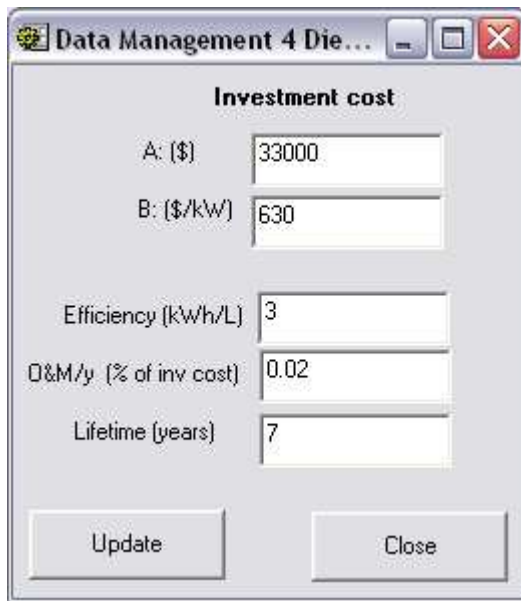 Data Management 4 Die...
Investment cost
A: ($) 33000
B: ($/kW) 630
Efficiency (kWh/L) 3
O&M/y (% of inv cost) 0.02
Lifetime (years) 7
Update Close